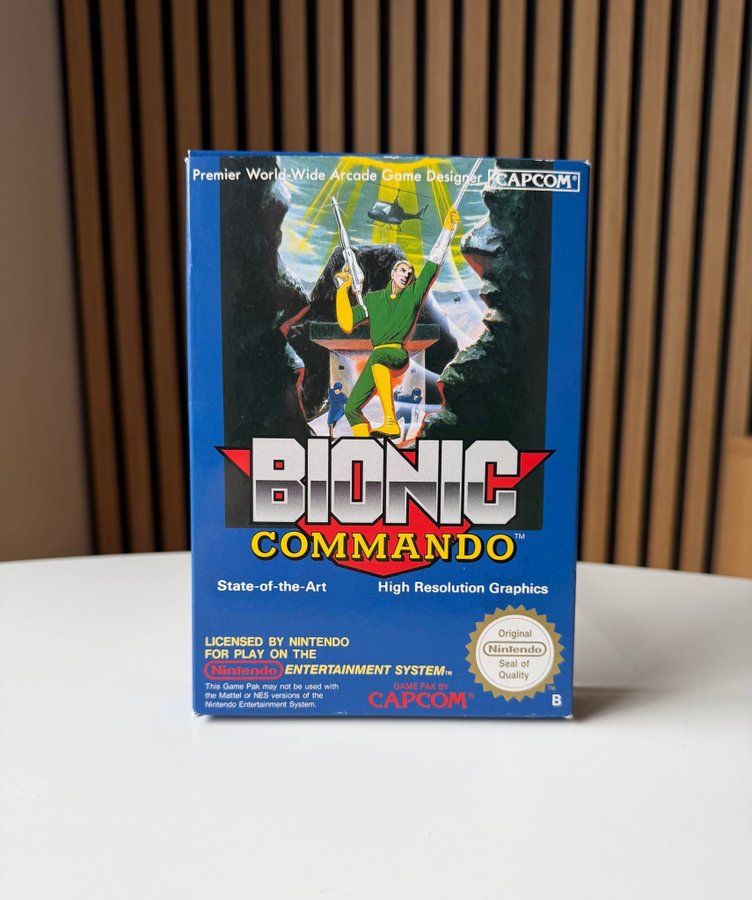 Premier World-Wide Arcade Game Designer CAPCOM®
BIONIC
COMMANDO™
State-of-the-Art High Resolution Graphics
LICENSED BY NINTENDO
FOR PLAY ON THE
Nintendo ENTERTAINMENT SYSTEM™
This Game Pak may not be used with
the Mattel or NES versions of the
Nintendo Entertainment System.
GAME PAK BY
CAPCOM®
Original
Nintendo
Seal of
Quality
TM
B